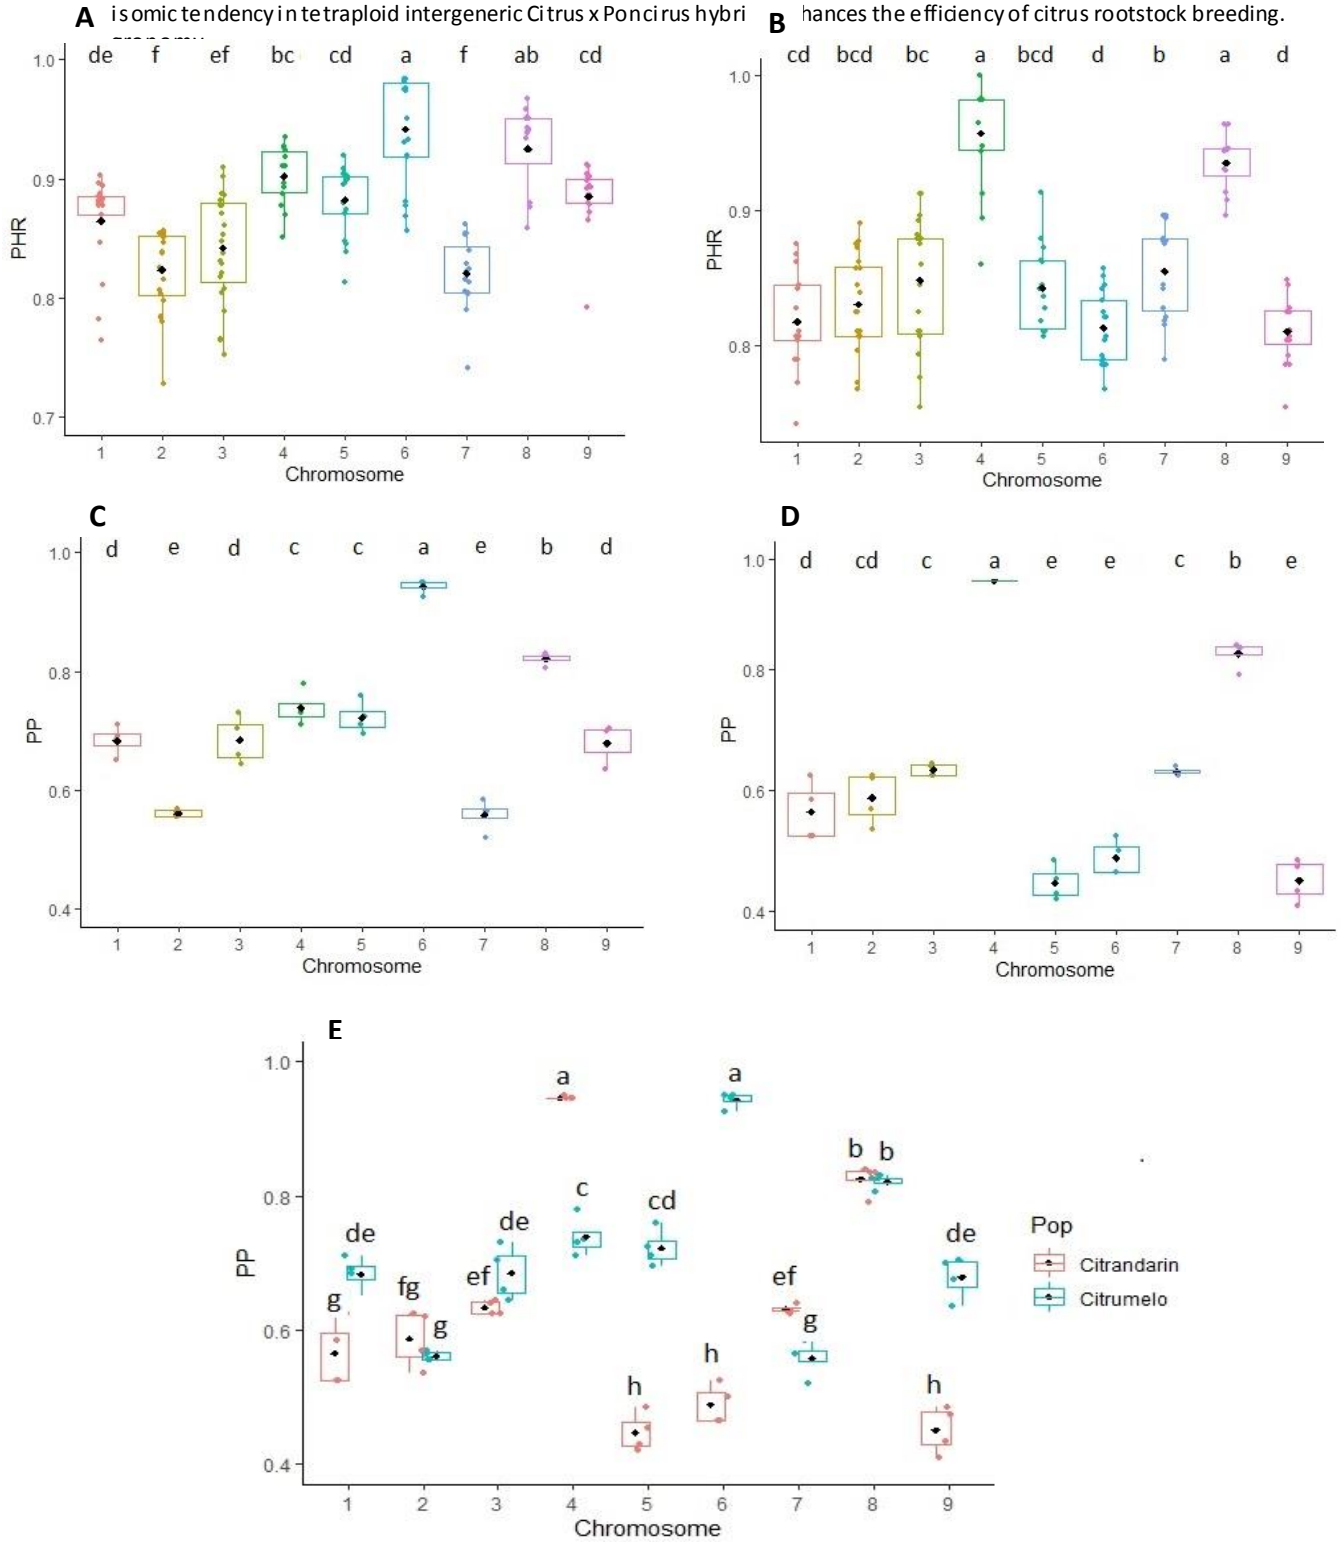 A isomic tendency in tetraploid intergeneric Citrus x Poncirus hybri B hances the efficiency of citrus rootstock breeding.
de f ef bc cd a f ab cd
cd bcd bc a bcd d b a d
1.0
0.9
0.8
0.7
PHR
1 2 3 4 5 6 7 8 9
Chromosome
1.0
0.9
0.8
PHR
1 2 3 4 5 6 7 8 9
Chromosome
C
d e d c c a e b d
1.0
0.8
0.6
0.4
PP
1 2 3 4 5 6 7 8 9
Chromosome
D
d cd c a e e c b e
1.0
0.8
0.6
0.4
PP
1 2 3 4 5 6 7 8 9
Chromosome
E
a a
b b
c cd
de de de
ef ef
fg
g g g
h h h
1.0
0.8
0.6
0.4
PP
1 2 3 4 5 6 7 8 9
Chromosome
Pop
Citrandarin
Citrumelo